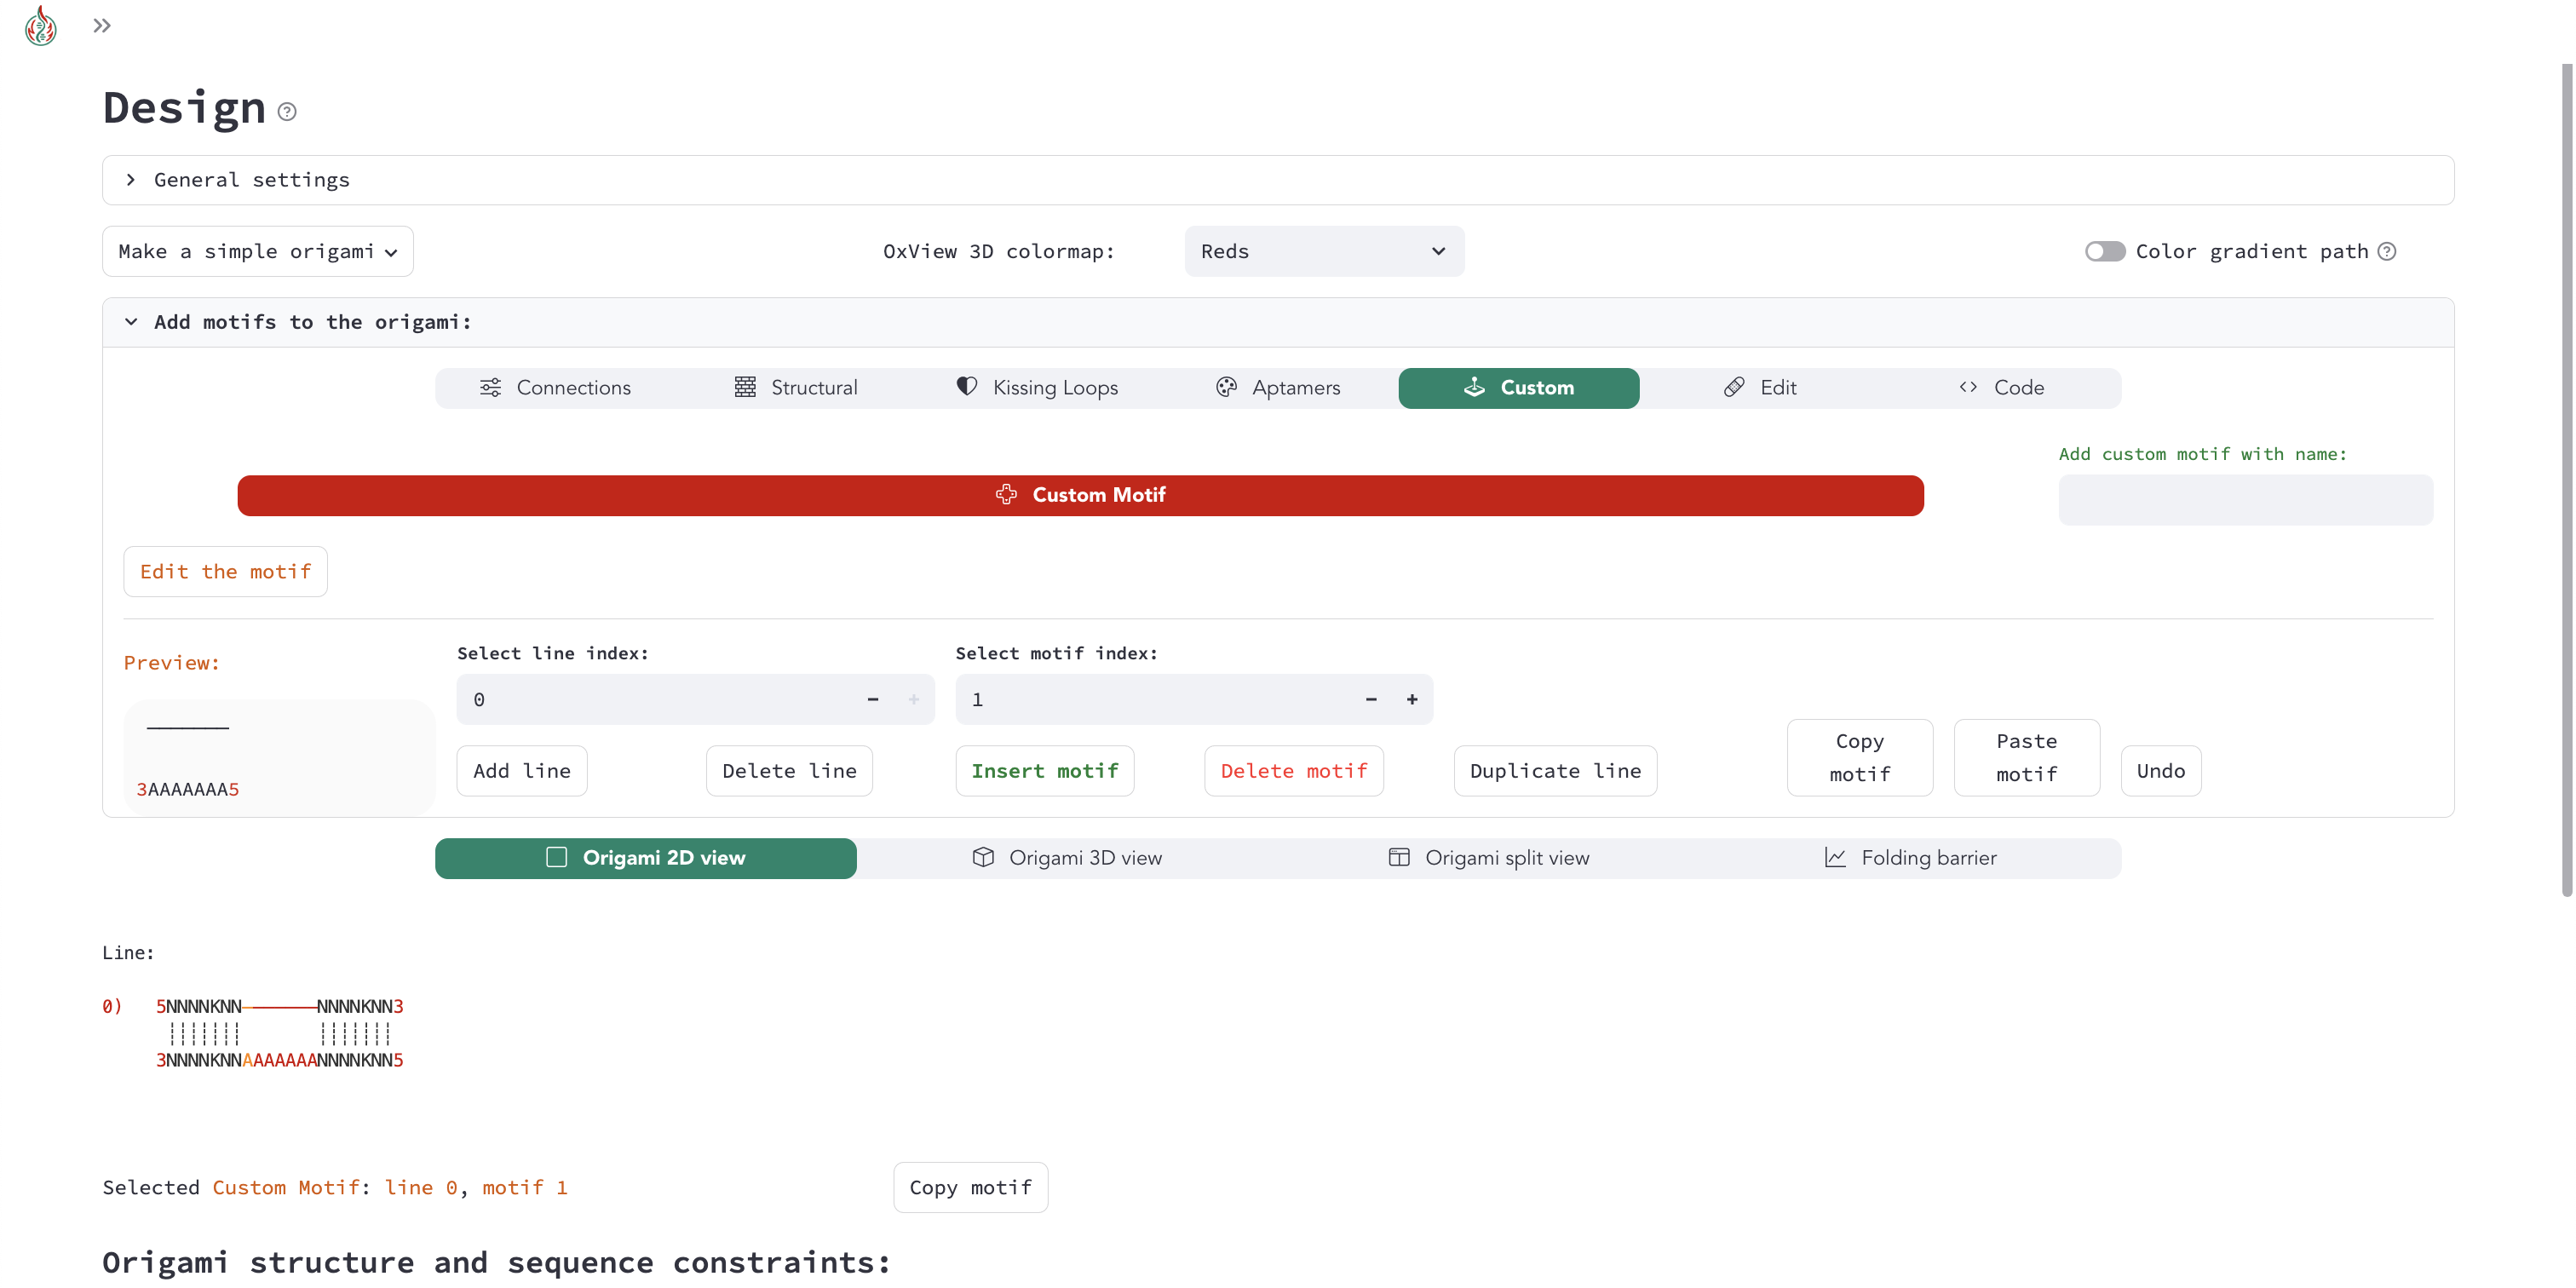 Design
General settings
Make a simple origami
OxView 3D colormap:
Reds
Color gradient path
Add motifs to the origami:
Connections
Structural
Kissing Loops
Aptamers
Custom
Edit
Code
Add custom motif with name:
Custom Motif
Edit the motif
Preview:
Select line index:
Select motif index:
0 - +
1 - +
———————
3AAAAAAA5
Add line
Delete line
Insert motif
Delete motif
Duplicate line
Copy motif
Paste motif
Undo
Origami 2D view
Origami 3D view
Origami split view
Folding barrier
Line:
0) 5NNNNKNN———————NNNNKNN3
┊┊┊┊┊┊┊ ┊┊┊┊┊┊┊
3NNNNKNNAAAAAAANNNNKNN5
Selected Custom Motif: line 0, motif 1
Copy motif
Origami structure and sequence constraints: